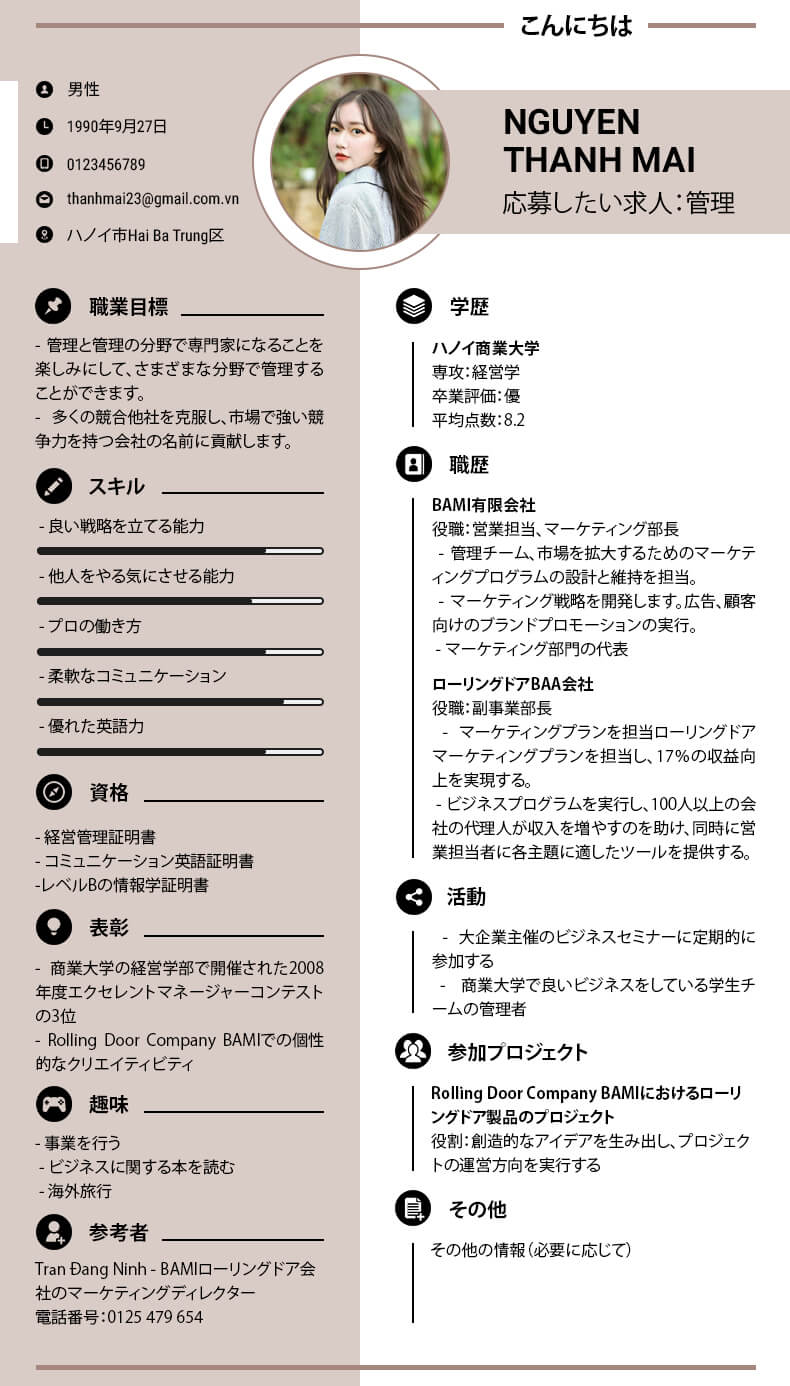 こんにちは
男性
1990年9月27日
0123456789
thanhmai23@gmail.com.vn
ハノイ市Hai Ba Trung区
NGUYEN
THANH MAI
応募したい求人：管理
職業目標
- 管理と管理の分野で専門家になることを
楽しみにして、さまざまな分野で管理する
ことができます。
- 多くの競合他社を克服し、市場で強い競
争力を持つ会社の名前に貢献します。
スキル
- 良い戦略を立てる能力
- 他人をやる気にさせる能力
- プロの働き方
- 柔軟なコミュニケーション
- 優れた英語力
資格
- 経営管理証明書
- コミュニケーション英語証明書
-レベルBの情報学証明書
表彰
- 商業大学の経営学部で開催された2008
年度エクセレントマネージャーコンテスト
の3位
- Rolling Door Company BAMIでの個性
的なクリエイティビティ
趣味
- 事業を行う
- ビジネスに関する本を読む
- 海外旅行
参考者
Tran Đang Ninh - BAMIローリングドア会
社のマーケティングディレクター
電話番号：0125 479 654
学歴
ハノイ商業大学
専攻：経営学
卒業評価：優
平均点数：8.2
職歴
BAMI有限会社
役職：営業担当、マーケティング部長
- 管理チーム、市場を拡大するためのマーケテ
ィングプログラムの設計と維持を担当。
- マーケティング戦略を開発します。広告、顧客
向けのブランドプロモーションの実行。
- マーケティング部門の代表
ローリングドアBAA会社
役職：副事業部長
- マーケティングプランを担当ローリングドア
マーケティングプランを担当し、17％の収益向
上を実現する。
- ビジネスプログラムを実行し、100人以上の会
社の代理人が収入を増やすのを助け、同時に営
業担当者に各主題に適したツールを提供する。
活動
- 大企業主催のビジネスセミナーに定期的に
参加する
- 商業大学で良いビジネスをしている学生チ
ームの管理者
参加プロジェクト
Rolling Door Company BAMIにおけるローリ
ングドア製品のプロジェクト
役割：創造的なアイデアを生み出し、プロジェク
トの運営方向を実行する
その他
その他の情報（必要に応じて）